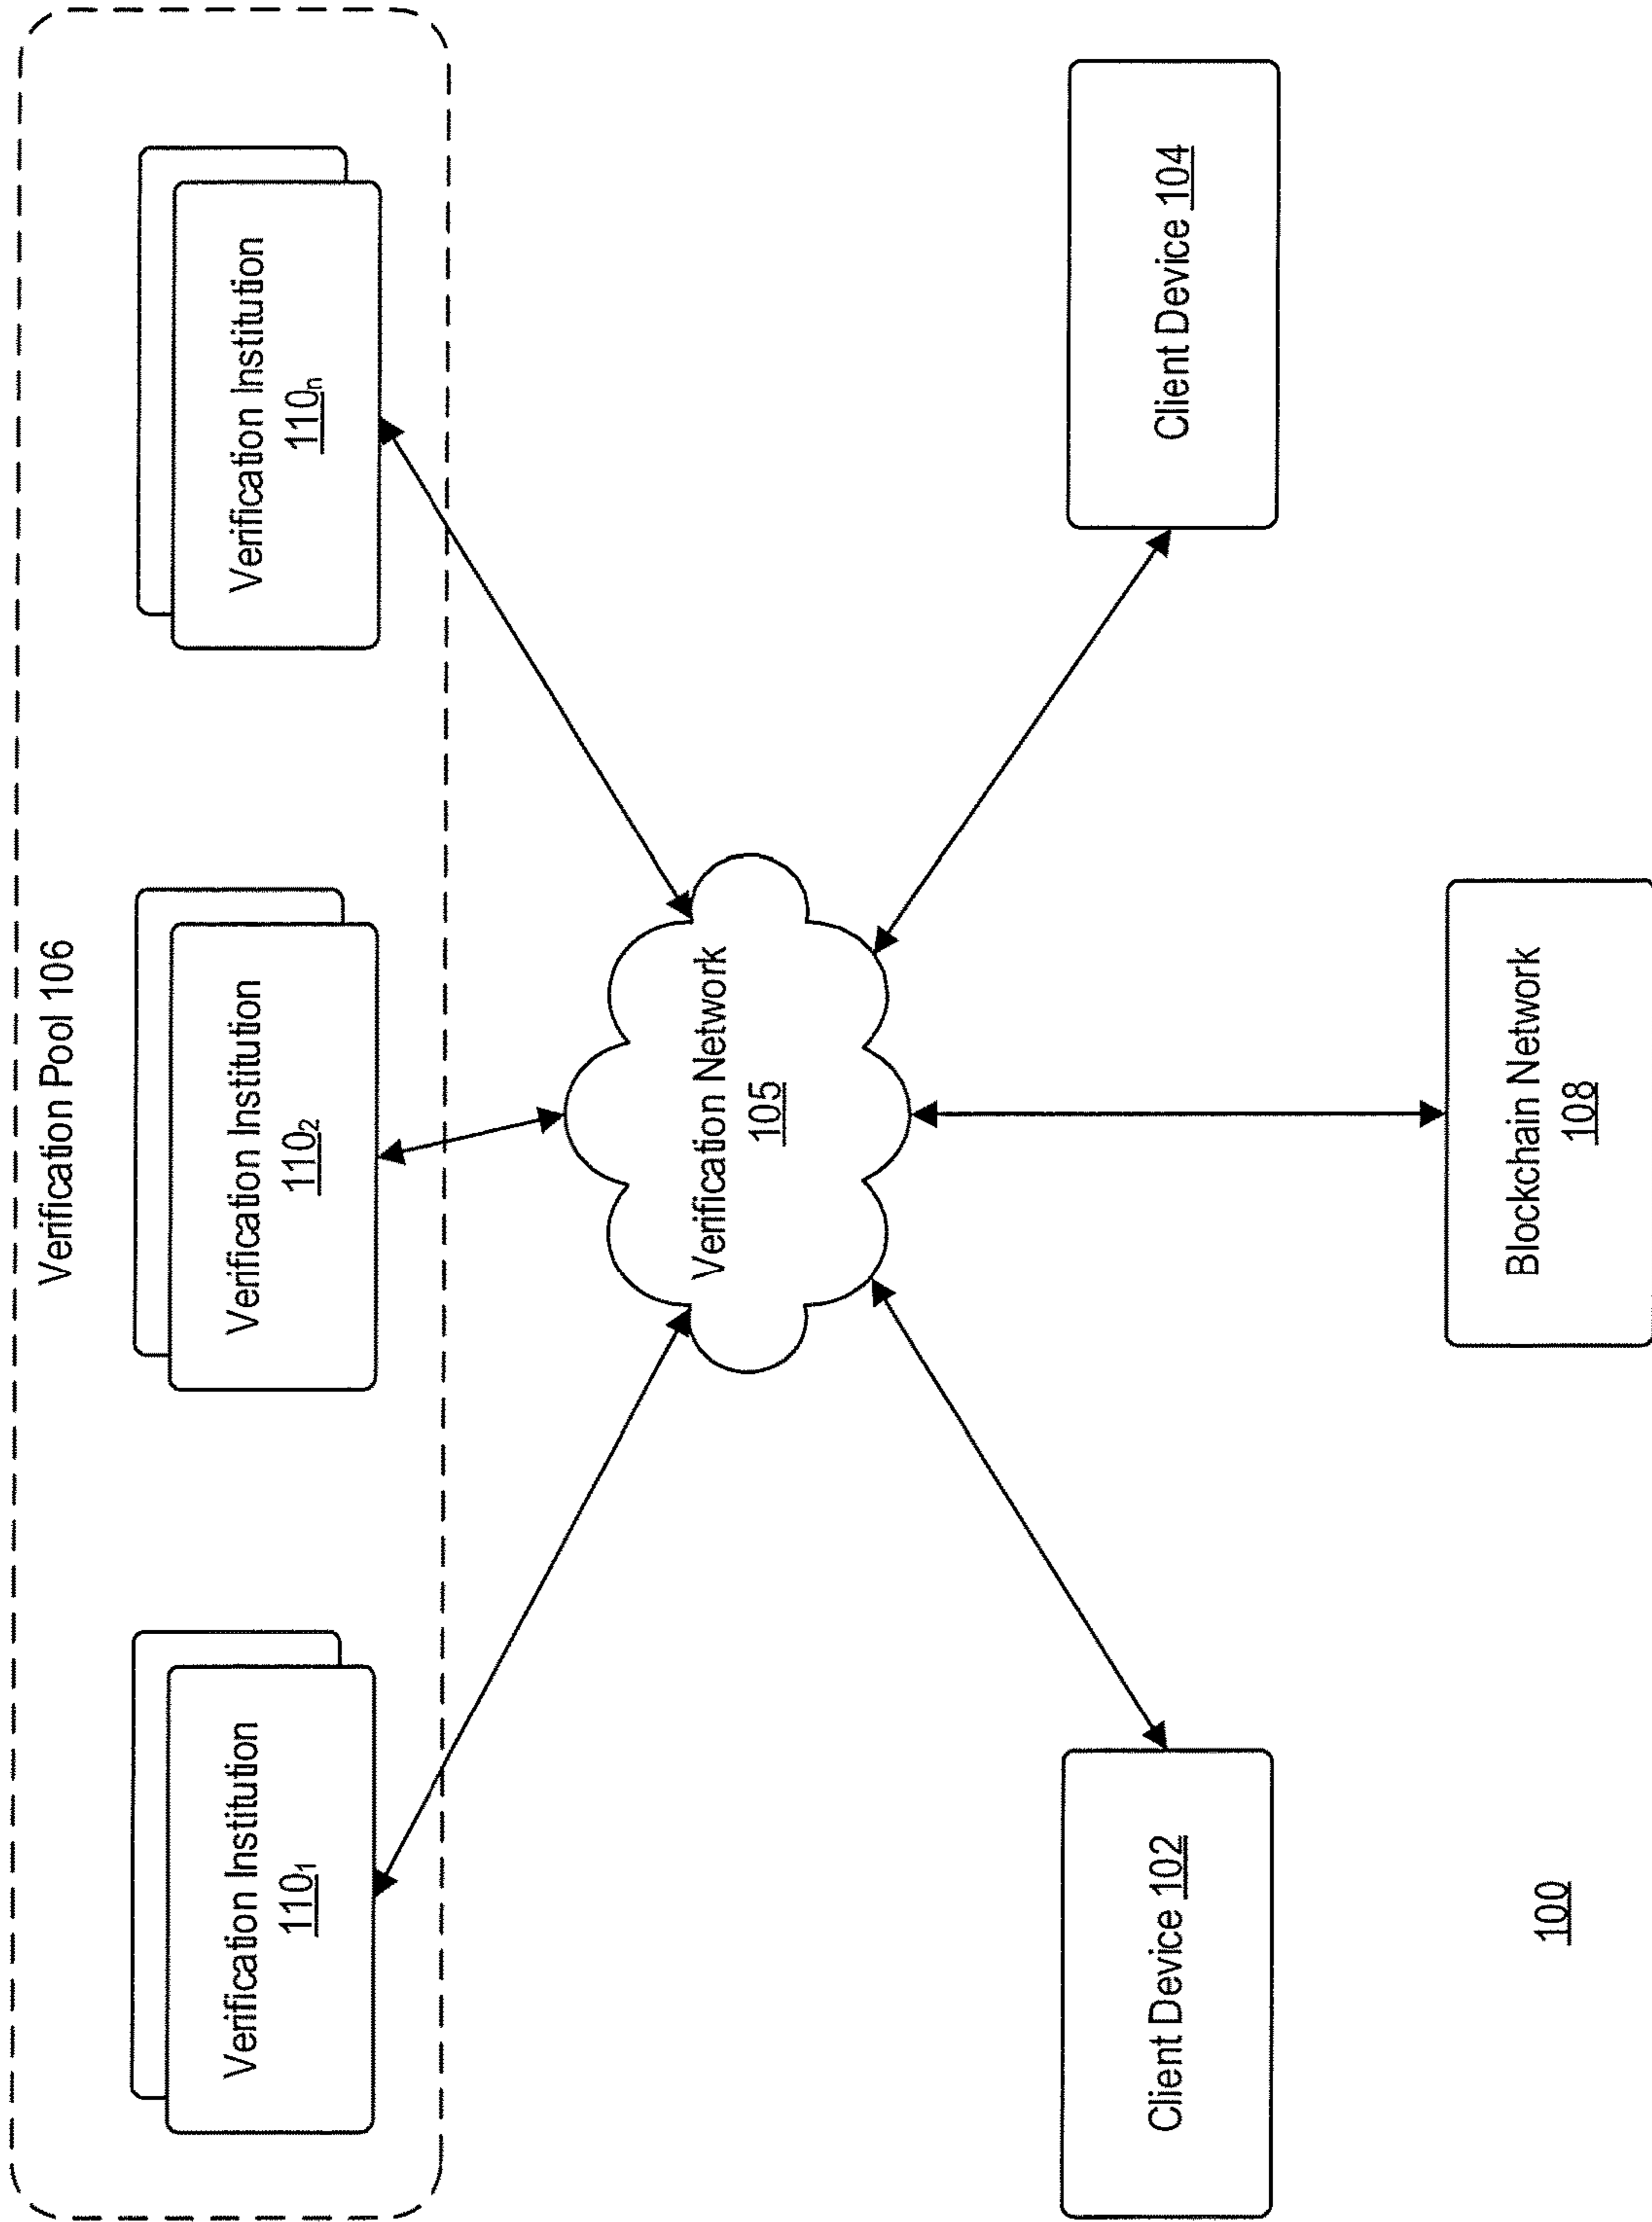 Verification Pool 106
Verification Institution
110₁
Verification Institution
110₂
Verification Institution
110ₙ
Verification Network
105
Client Device 102
Client Device 104
Blockchain Network
108
100